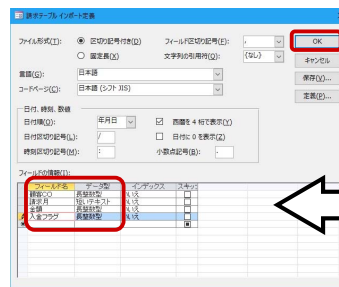 請求テーブル インポート定義
ファイル形式(T): 区切り記号付き(D) フィールド区切り記号(E): , OK
固定長(X) 文字列の引用符(Q): {なし} キャンセル
言語(G): 日本語 保存(V)...
コードページ(C): 日本語 (シフト JIS) 定義(P)...
日付, 時刻, 数値
日付順(O): 年月日 西暦を 4 桁で表示(Y)
日付区切り記号(L): / 日付に 0 を表示(Z)
時刻区切り記号(M): : 小数点記号(B): .
フィールドの情報(I):
フィールド名 データ型 インデックス スキップ
顧客CO 長整数型 いいえ
請求月 短いテキスト いいえ
金額 長整数型 いいえ
入金フラグ 長整数型 いいえ